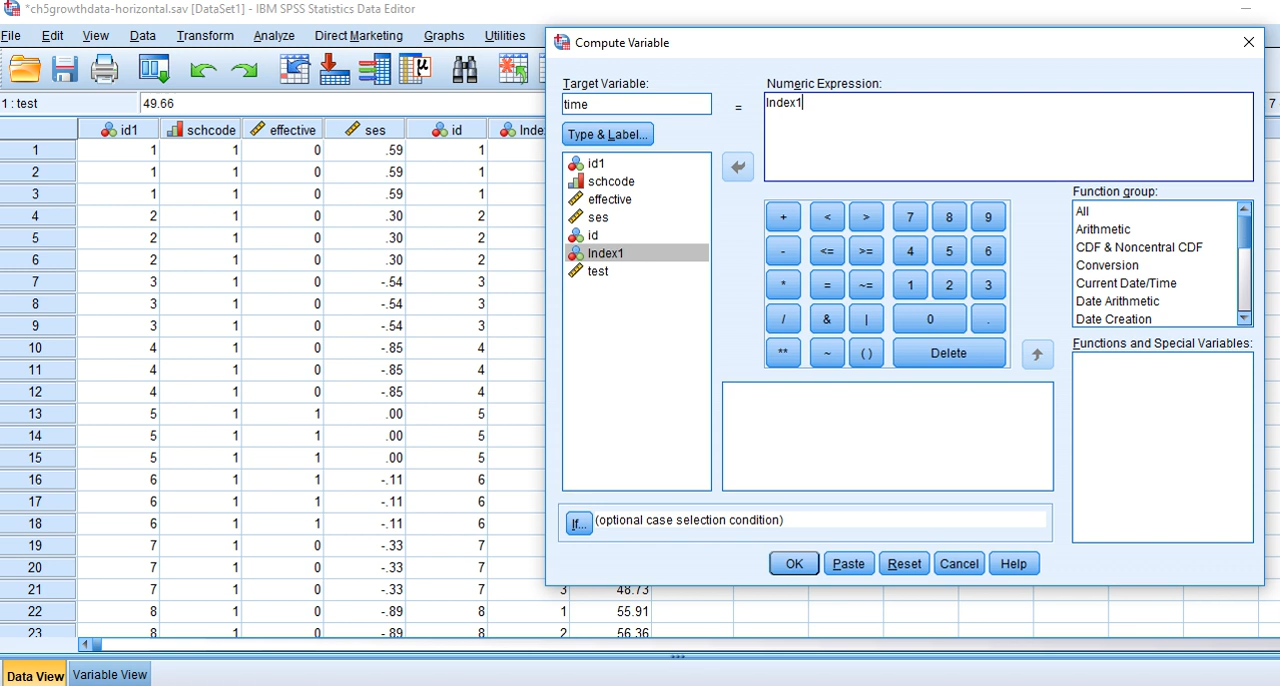 *ch5growthdata-horizontal.sav [DataSet1] - IBM SPSS Statistics Data Editor
File Edit View Data Transform Analyze Direct Marketing Graphs Utilities
1 : test 49.66 7
id1 schcode effective ses id Inde
1 1 1 0 .59 1
2 1 1 0 .59 1
3 1 1 0 .59 1
4 2 1 0 .30 2
5 2 1 0 .30 2
6 2 1 0 .30 2
7 3 1 0 -.54 3
8 3 1 0 -.54 3
9 3 1 0 -.54 3
10 4 1 0 -.85 4
11 4 1 0 -.85 4
12 4 1 0 -.85 4
13 5 1 1 .00 5
14 5 1 1 .00 5
15 5 1 1 .00 5
16 6 1 1 -.11 6
17 6 1 1 -.11 6
18 6 1 1 -.11 6
19 7 1 0 -.33 7
20 7 1 0 -.33 7
21 7 1 0 -.33 7 3 48.73
22 8 1 0 -.89 8 1 55.91
23 8 1 0 -.89 8 2 56.36
Data View Variable View
Compute Variable
Target Variable:
time
=
Numeric Expression:
Index1
Type & Label...
id1
schcode
effective
ses
id
Index1
test
+ < > 7 8 9
- <= >= 4 5 6
* = ~= 1 2 3
/ & | 0 .
** ~ ( ) Delete
Function group:
All
Arithmetic
CDF & Noncentral CDF
Conversion
Current Date/Time
Date Arithmetic
Date Creation
Functions and Special Variables:
If... (optional case selection condition)
OK Paste Reset Cancel Help